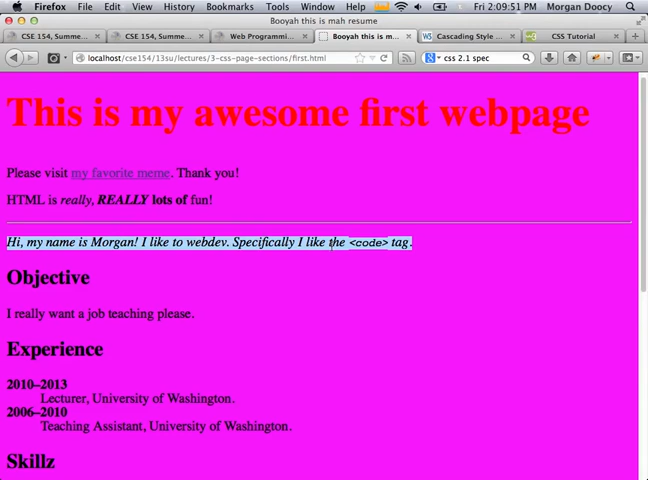 Firefox File Edit View History Bookmarks Tools Window Help Fri 2:09:51 PM Morgan Doocy
Booyah this is mah resume
CSE 154, Summe... CSE 154, Summe... Web Programmi... Booyah this is m... Cascading Style ... CSS Tutorial
localhost/cse154/13su/lectures/3-css-page-sections/first.html css 2.1 spec
This is my awesome first webpage
Please visit my favorite meme. Thank you!
HTML is really, REALLY lots of fun!
Hi, my name is Morgan! I like to webdev. Specifically I like the <code> tag.
Objective
I really want a job teaching please.
Experience
2010–2013
Lecturer, University of Washington.
2006–2010
Teaching Assistant, University of Washington.
Skillz